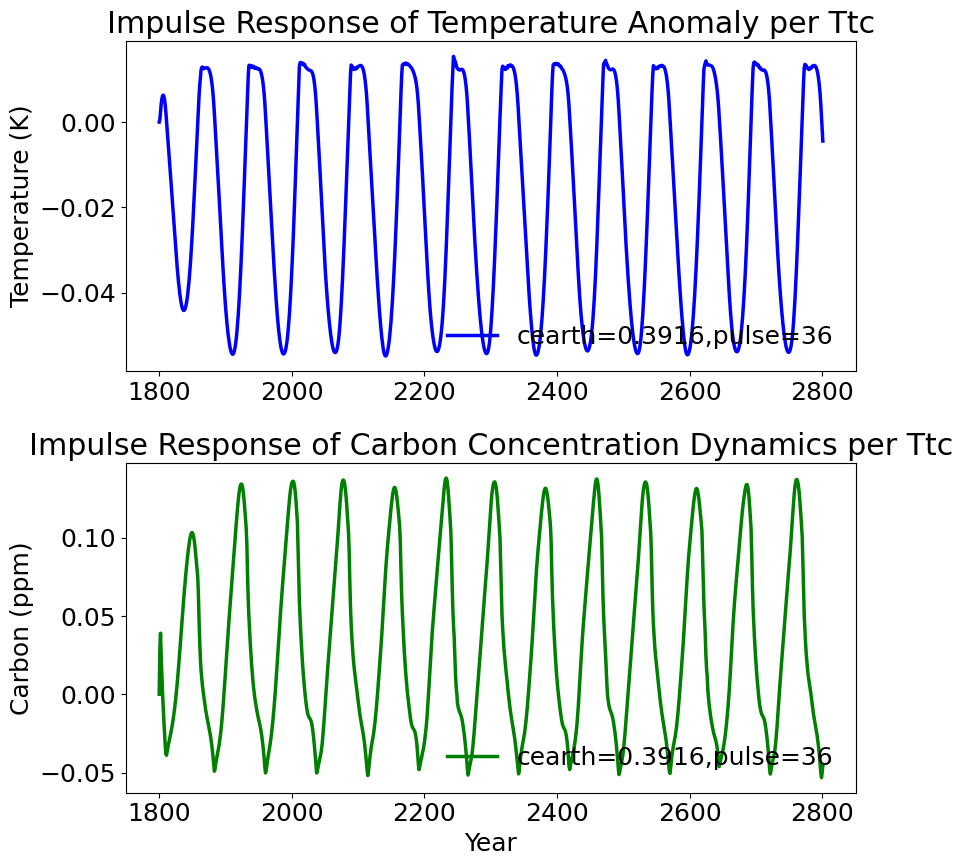 Impulse Response of Temperature Anomaly per Ttc
Temperature (K)
0.00
−0.02
−0.04
cearth=0.3916,pulse=36
1800
2000
2200
2400
2600
2800
Impulse Response of Carbon Concentration Dynamics per Ttc
Carbon (ppm)
0.10
0.05
0.00
−0.05
cearth=0.3916,pulse=36
1800
2000
2200
2400
2600
2800
Year